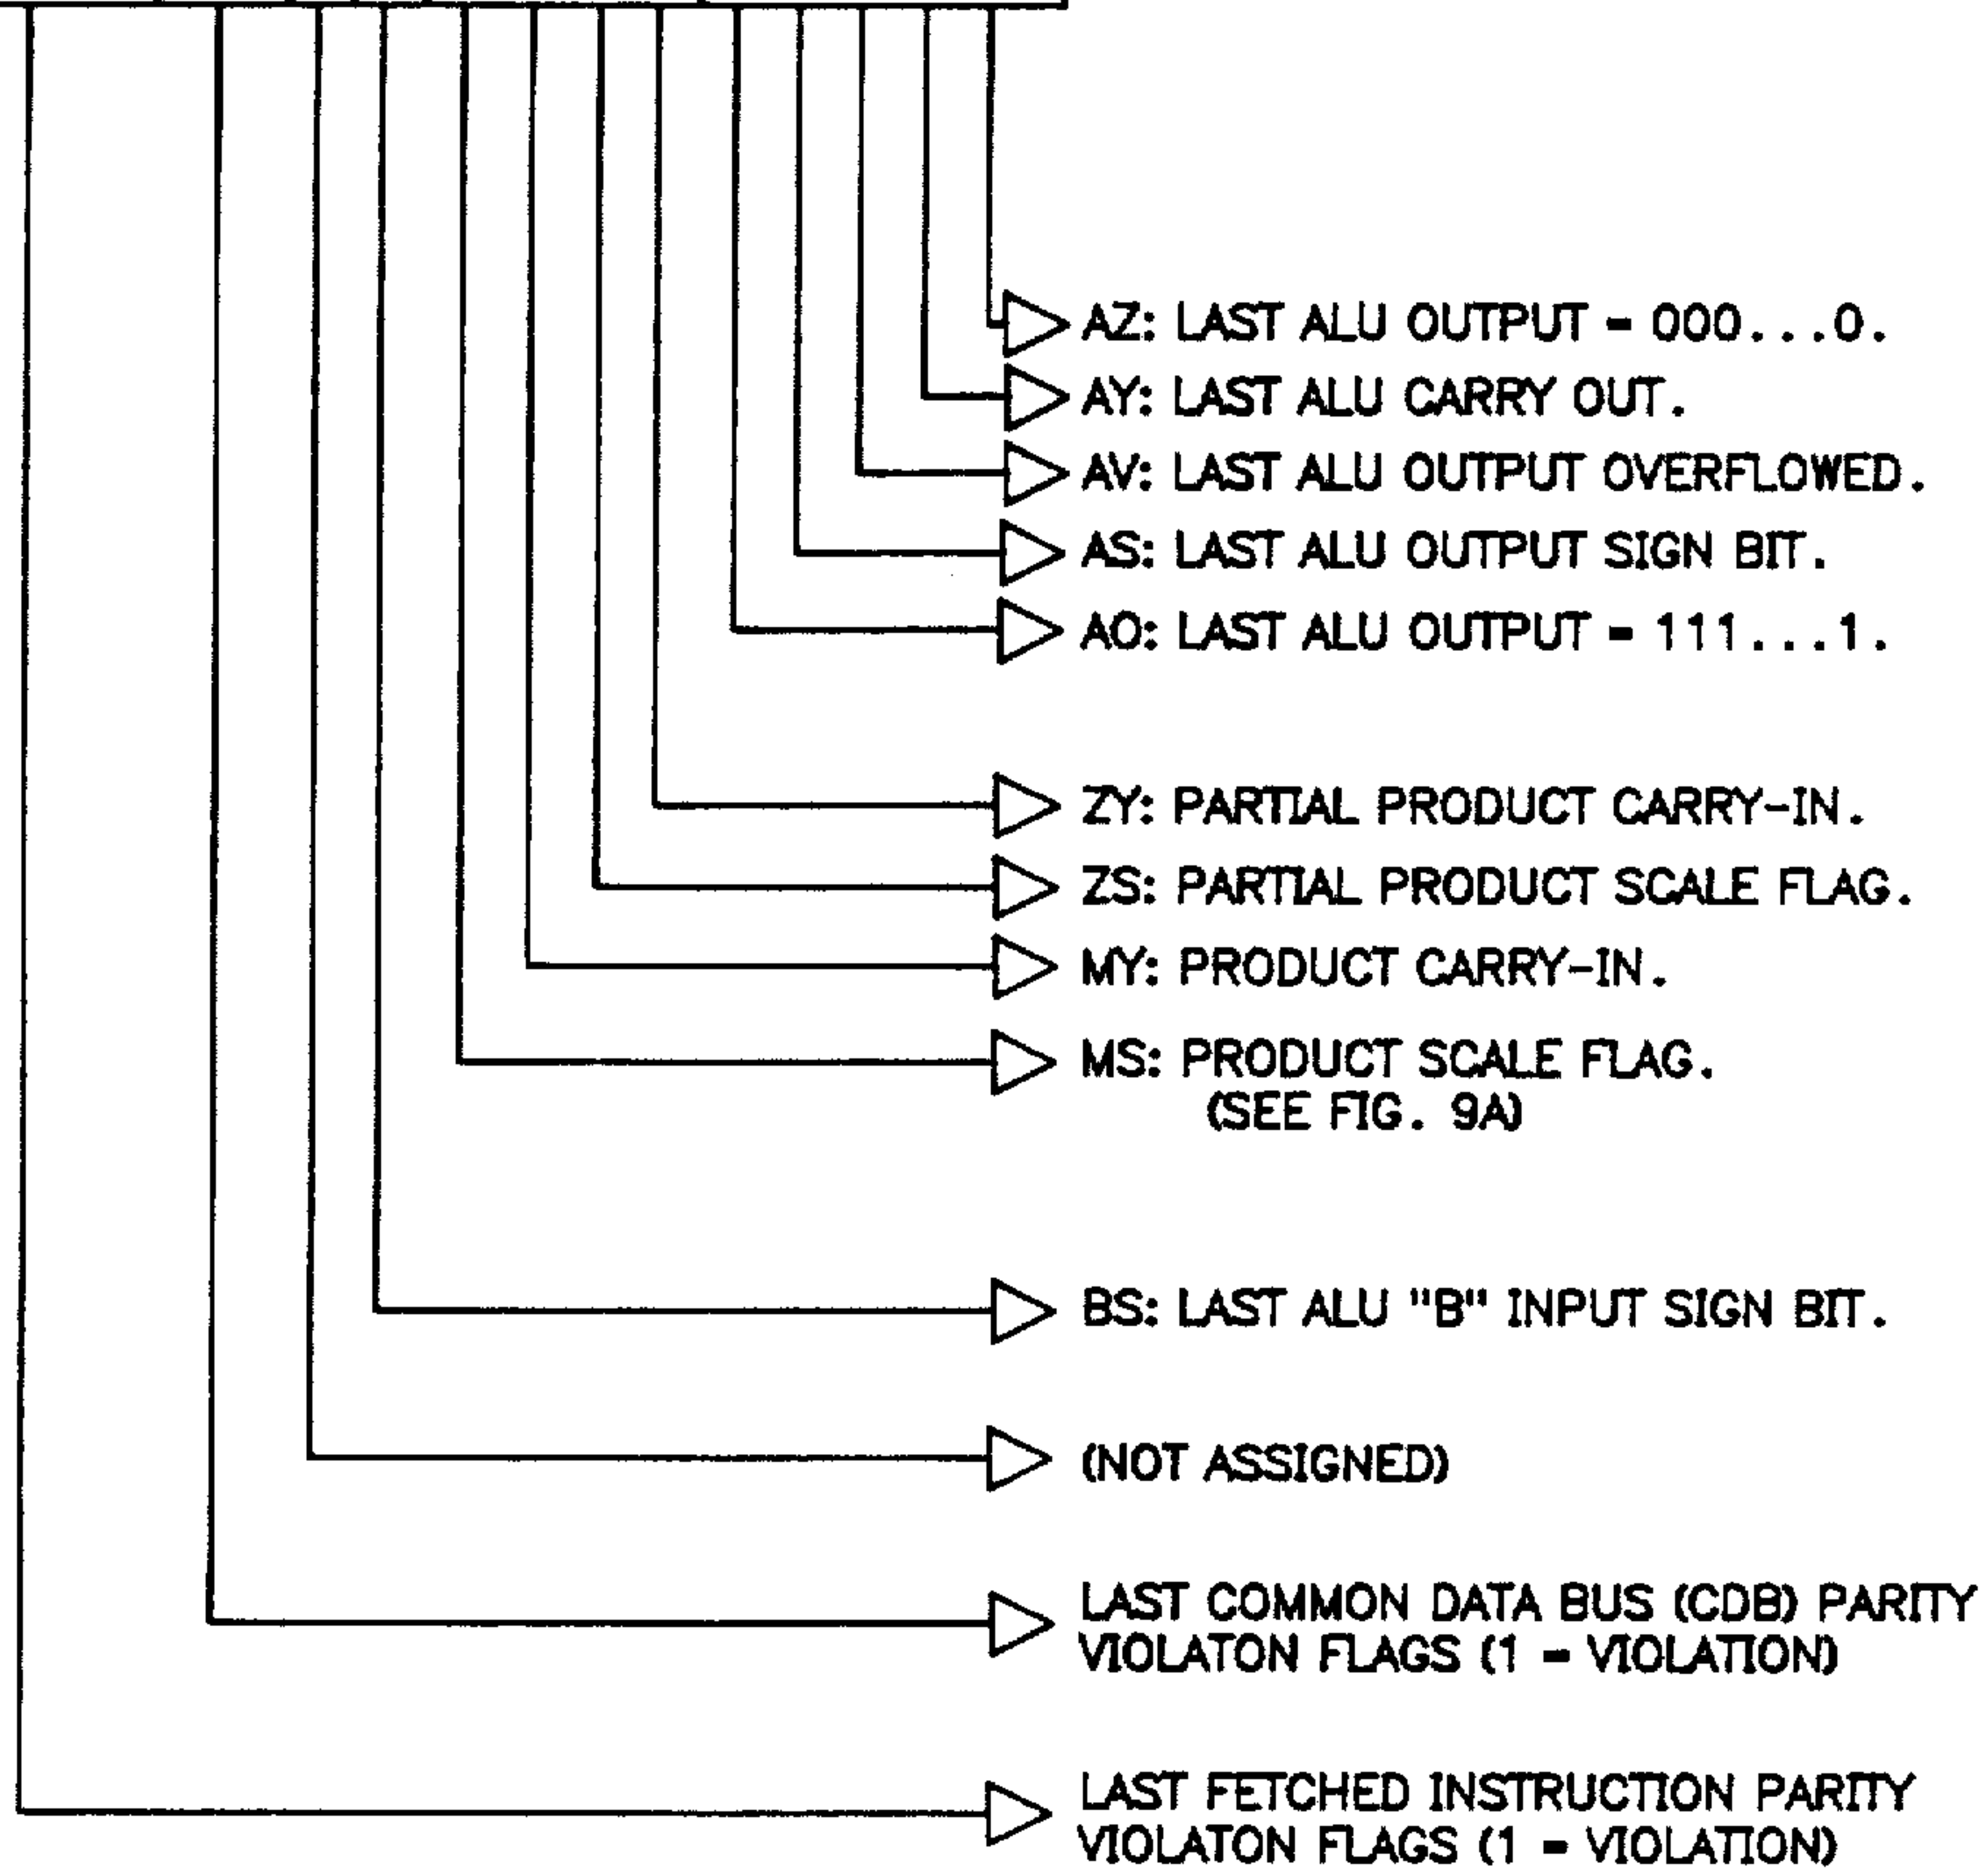 AZ: LAST ALU OUTPUT = 000...0.
AY: LAST ALU CARRY OUT.
AV: LAST ALU OUTPUT OVERFLOWED.
AS: LAST ALU OUTPUT SIGN BIT.
AO: LAST ALU OUTPUT = 111...1.
ZY: PARTIAL PRODUCT CARRY-IN.
ZS: PARTIAL PRODUCT SCALE FLAG.
MY: PRODUCT CARRY-IN.
MS: PRODUCT SCALE FLAG.
(SEE FIG. 9A)
BS: LAST ALU "B" INPUT SIGN BIT.
(NOT ASSIGNED)
LAST COMMON DATA BUS (CDB) PARITY
VIOLATON FLAGS (1 = VIOLATION)
LAST FETCHED INSTRUCTION PARITY
VIOLATON FLAGS (1 = VIOLATION)